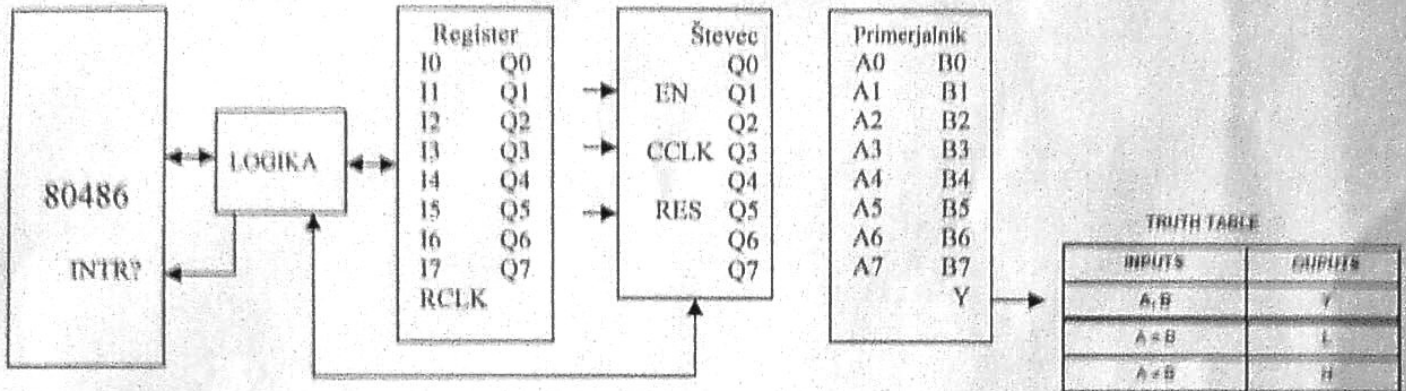 80486
INTR?
LOGIKA
Register
I0 Q0
I1 Q1
I2 Q2
I3 Q3
I4 Q4
I5 Q5
I6 Q6
I7 Q7
RCLK
Števec
Q0
EN Q1
Q2
CCLK Q3
Q4
RES Q5
Q6
Q7
Primerjalnik
A0 B0
A1 B1
A2 B2
A3 B3
A4 B4
A5 B5
A6 B6
A7 B7
Y
TRUTH TABLE
INPUTS
A, B Y
A = B L
A ≠ B H